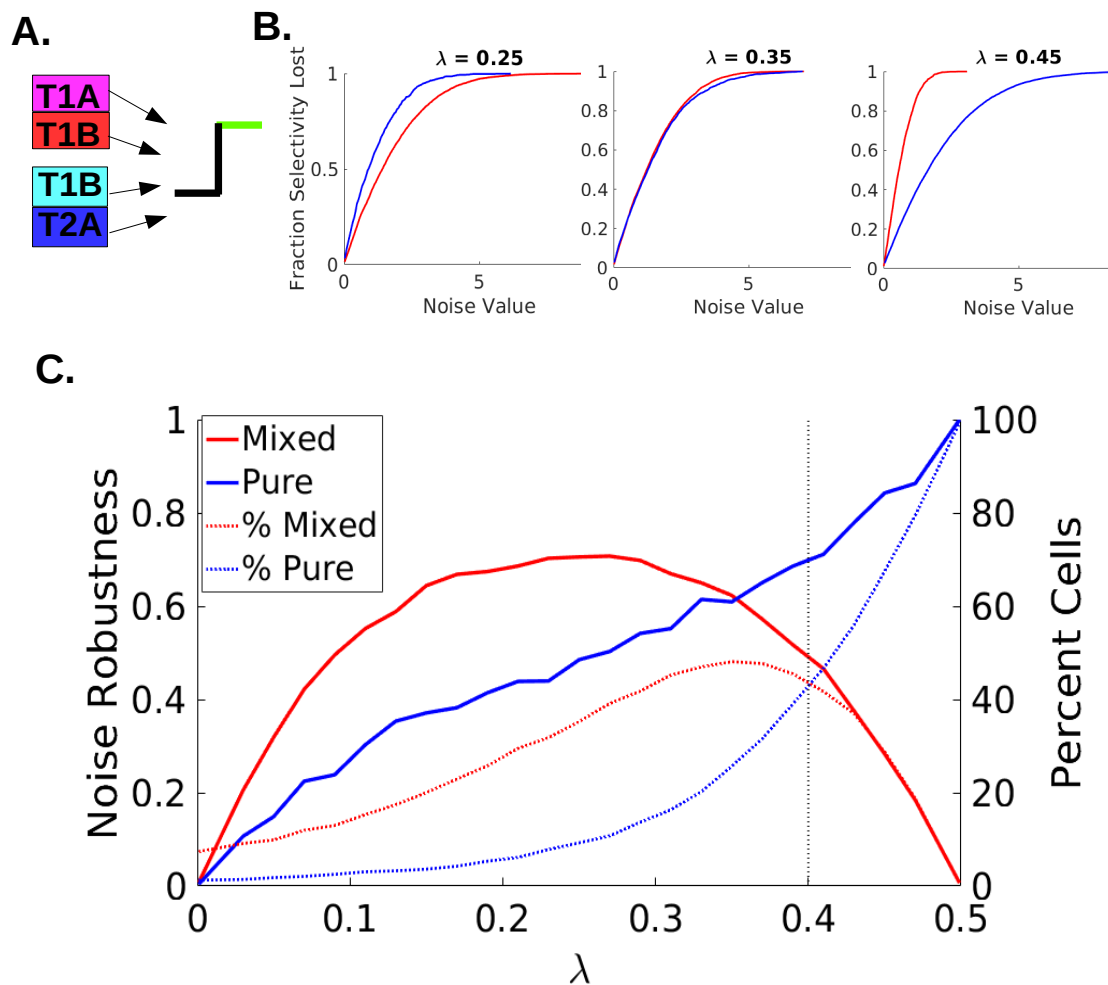 A.
T1A
T1B
T1B
T2A
B.
Fraction Selectivity Lost
λ = 0.25
1
0.5
0
0
5
Noise Value
λ = 0.35
1
0.8
0.6
0.4
0.2
0
0
5
Noise Value
λ = 0.45
1
0.8
0.6
0.4
0.2
0
0
5
Noise Value
C.
Noise Robustness
1
0.8
0.6
0.4
0.2
0
Mixed
Pure
% Mixed
% Pure
100
80
60
40
20
0
Percent Cells
0
0.1
0.2
0.3
0.4
0.5
λ